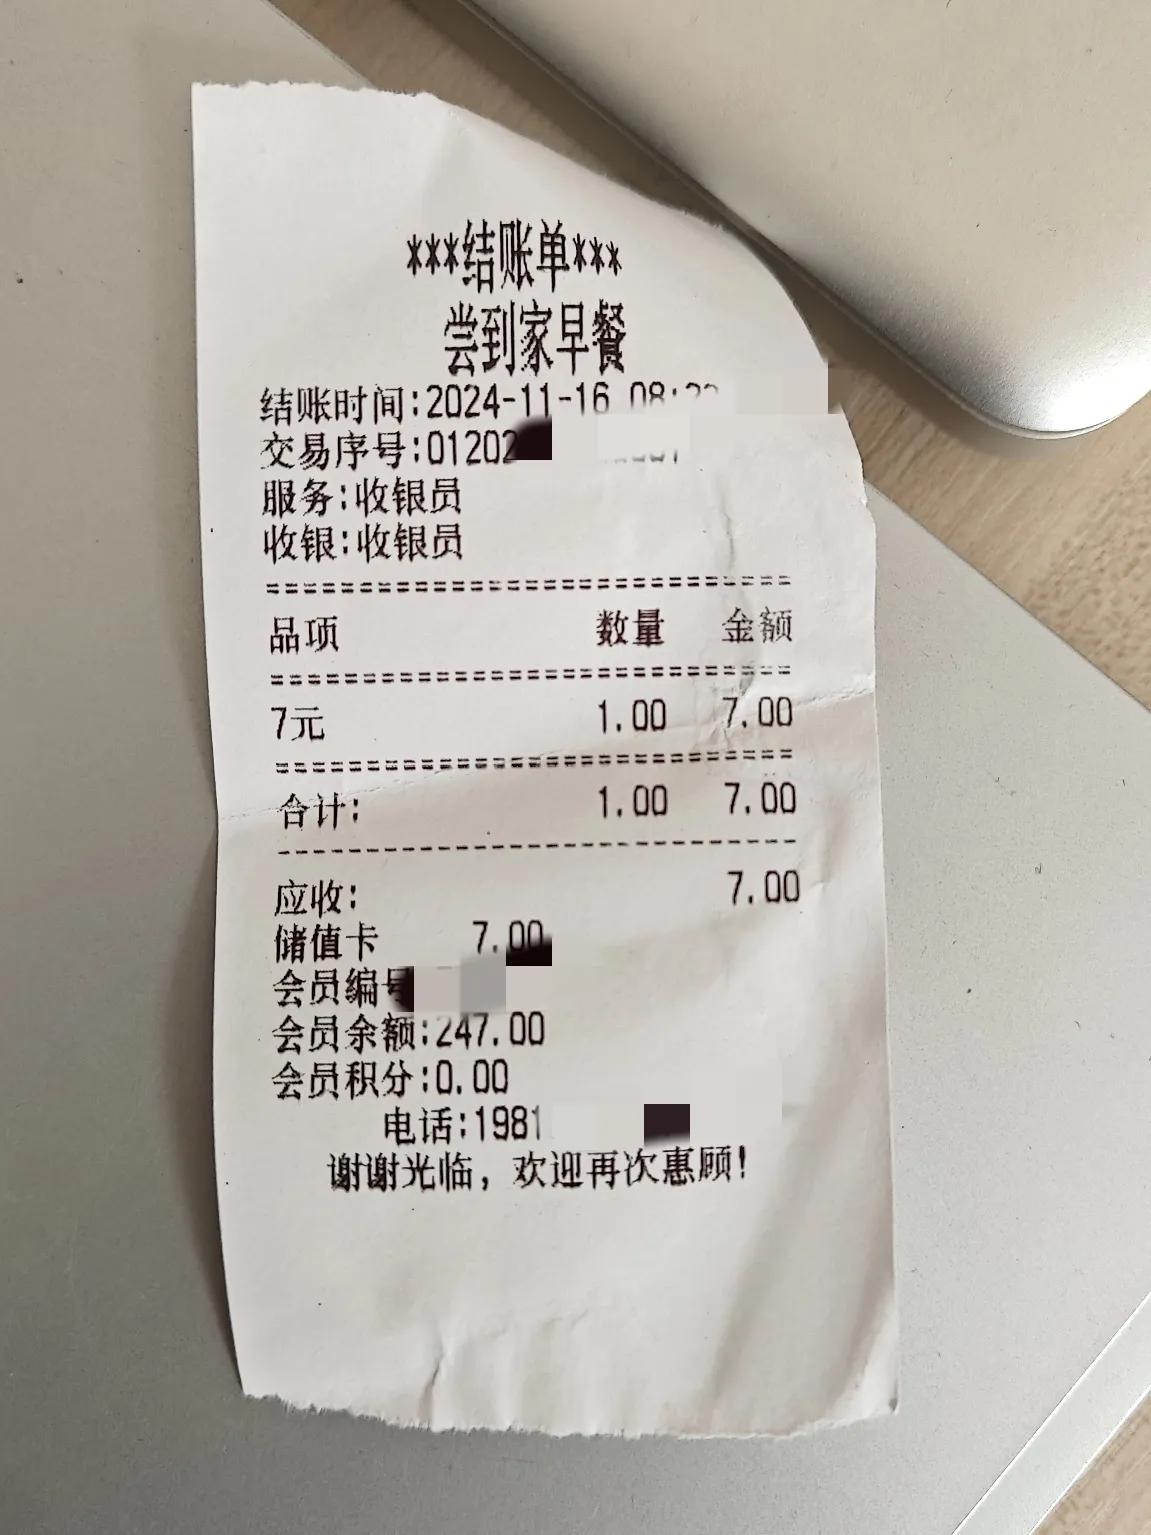 ***结账单***
尝到家早餐
结账时间:2024-11-16 08:
交易序号:01202
服务:收银员
收银:收银员
品项 数量 金额
7元 1.00 7.00
合计: 1.00 7.00
应收: 7.00
储值卡 7.00
会员编号
会员余额:247.00
会员积分:0.00
电话:1981
谢谢光临，欢迎再次惠顾!